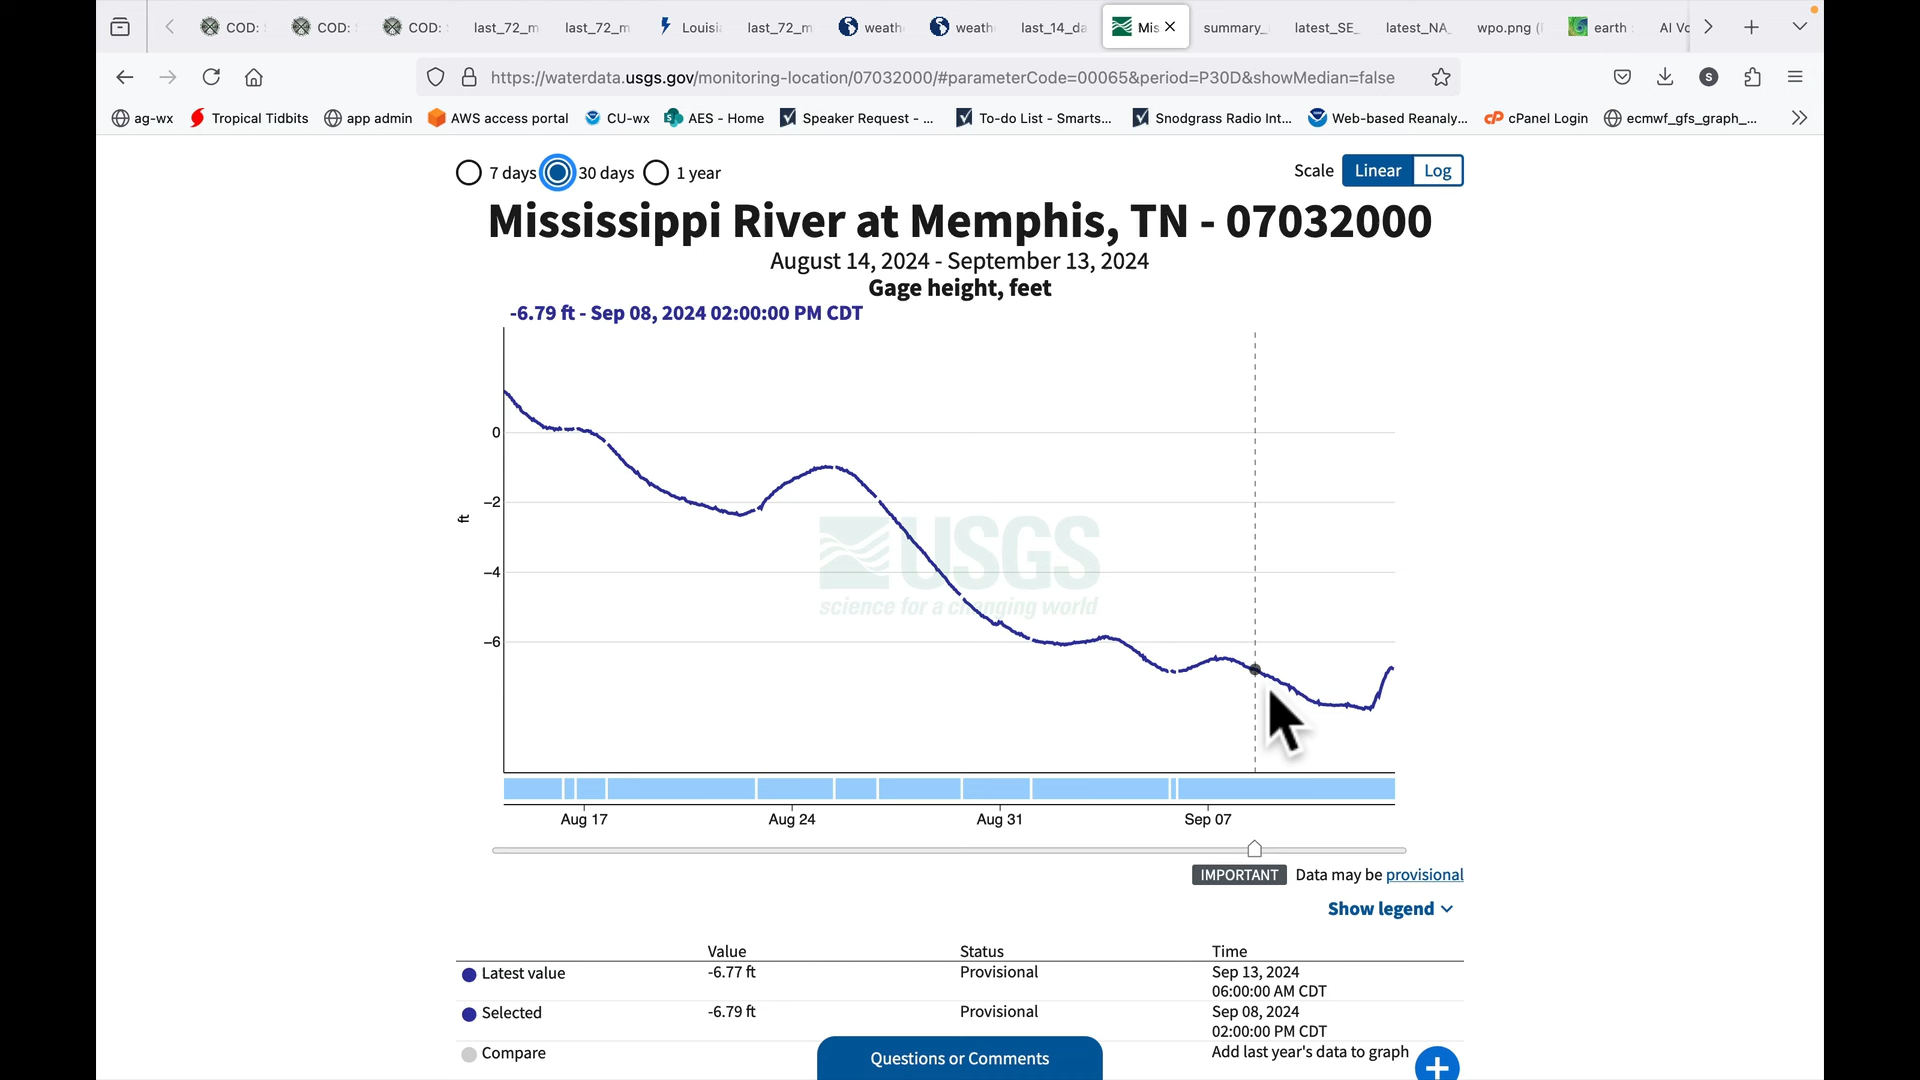 COD: COD: COD: last_72_m last_72_m Louisi last_72_m weath weath last_14_da Mis summary_ latest_SE_ latest_NA_ wpo.png ( earth AI Vo
https://waterdata.usgs.gov/monitoring-location/07032000/#parameterCode=00065&period=P30D&showMedian=false
S
ag-wx Tropical Tidbits app admin AWS access portal CU-wx AES - Home Speaker Request - ... To-do List - Smarts... Snodgrass Radio Int... Web-based Reanaly... cPanel Login ecmwf_gfs_graph_...
7 days 30 days 1 year Scale Linear Log
Mississippi River at Memphis, TN - 07032000
August 14, 2024 - September 13, 2024
Gage height, feet
-6.79 ft - Sep 08, 2024 02:00:00 PM CDT
0
−2
ft
−4
−6
USGS
science for a changing world
Aug 17 Aug 24 Aug 31 Sep 07
IMPORTANT Data may be provisional
Show legend
Value Status Time
Latest value -6.77 ft Provisional Sep 13, 2024
06:00:00 AM CDT
Selected -6.79 ft Provisional Sep 08, 2024
02:00:00 PM CDT
Compare Add last year's data to graph
Questions or Comments